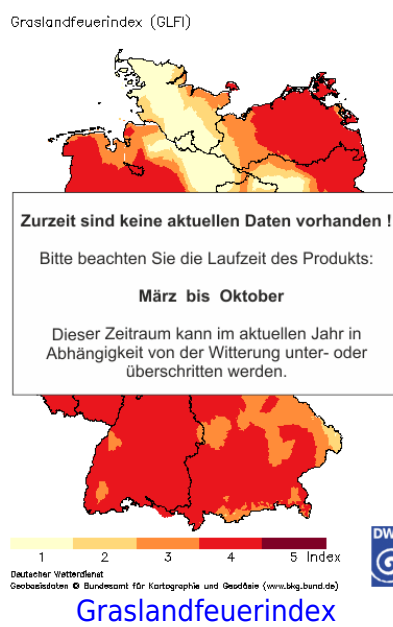 Graslandfeuerindex (GLFI)
Zurzeit sind keine aktuellen Daten vorhanden !
Bitte beachten Sie die Laufzeit des Produkts:
März bis Oktober
Dieser Zeitraum kann im aktuellen Jahr in
Abhängigkeit von der Witterung unter- oder
überschritten werden.
1 2 3 4 5 Index
Deutscher Wetterdienst
Geobasisdaten © Bundesamt für Kartographie und Geodäsie (www.bkg.bund.de)
DW
Graslandfeuerindex